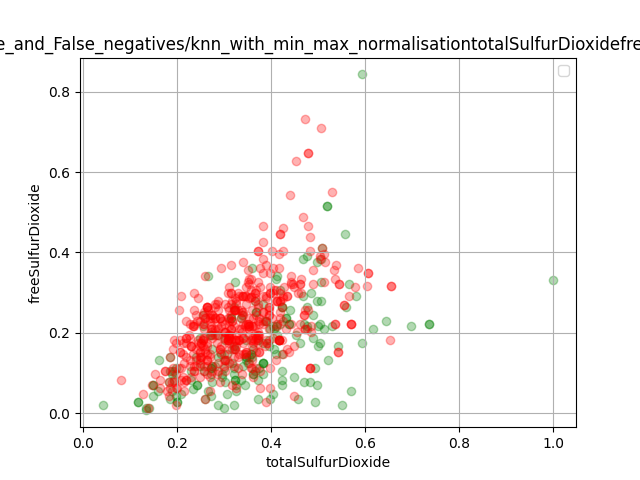 e_and_False_negatives/knn_with_min_max_normalisationtotalSulfurDioxidefre
0.8
0.6
0.4
0.2
0.0
freeSulfurDioxide
0.0 0.2 0.4 0.6 0.8 1.0
totalSulfurDioxide